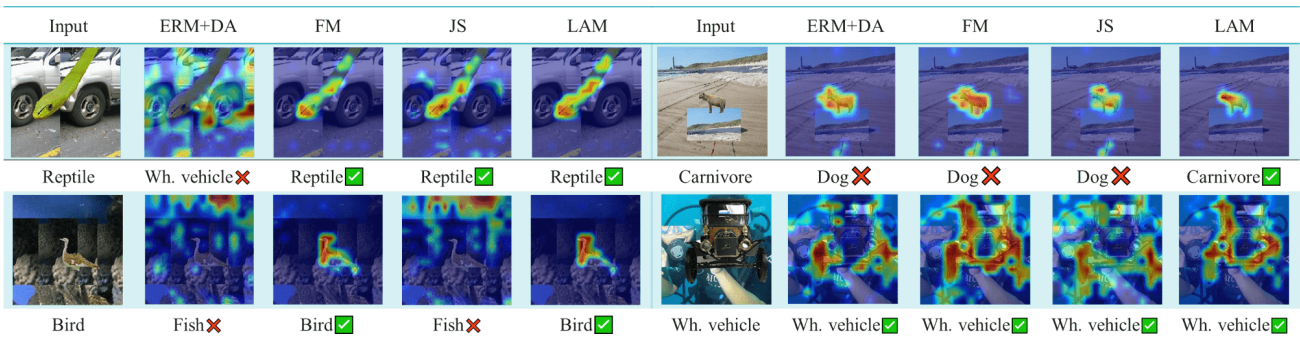 Input ERM+DA FM JS LAM Input ERM+DA FM JS LAM
Reptile Wh. vehicle Reptile Reptile Reptile Carnivore Dog Dog Dog Carnivore
Bird Fish Bird Fish Bird Wh. vehicle Wh. vehicle Wh. vehicle Wh. vehicle Wh. vehicle